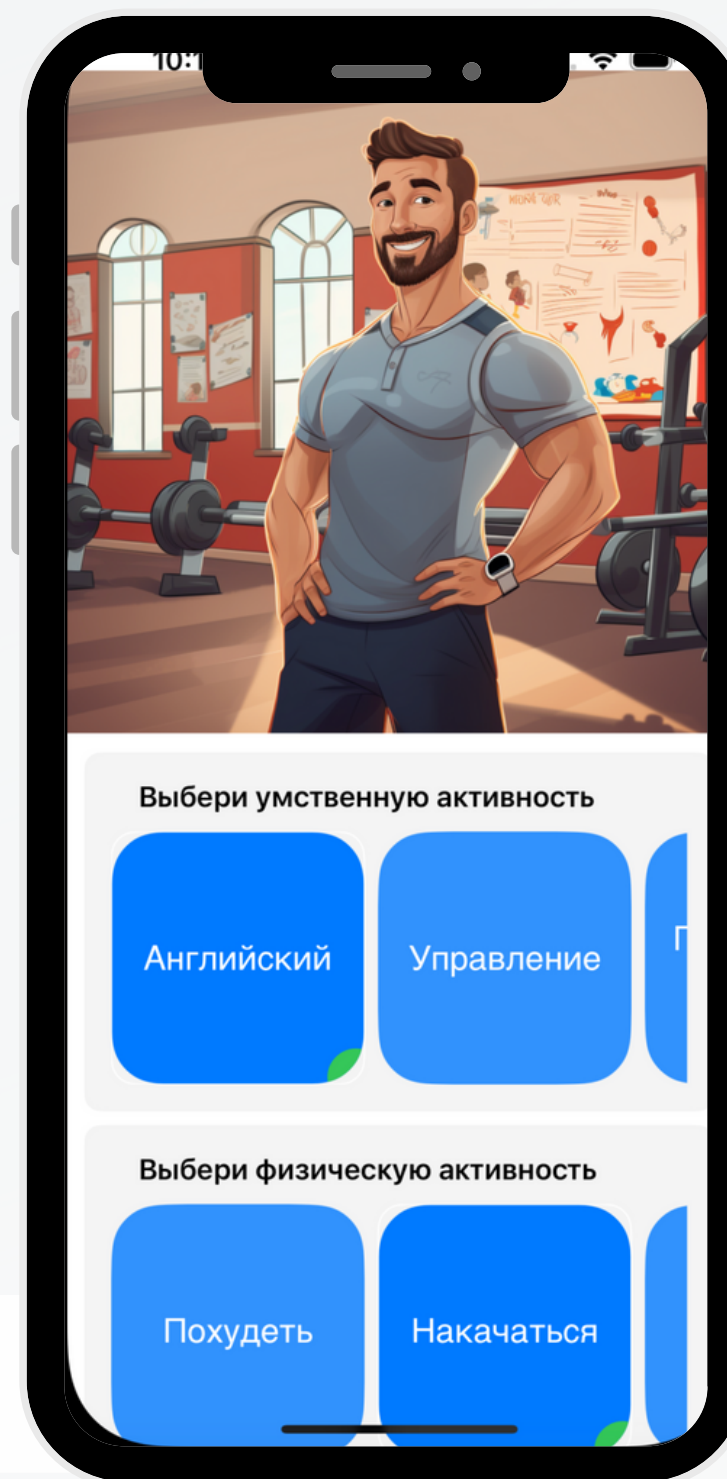 Выбери умственную активность
Английский
Управление
Выбери физическую активность
Похудеть
Накачаться